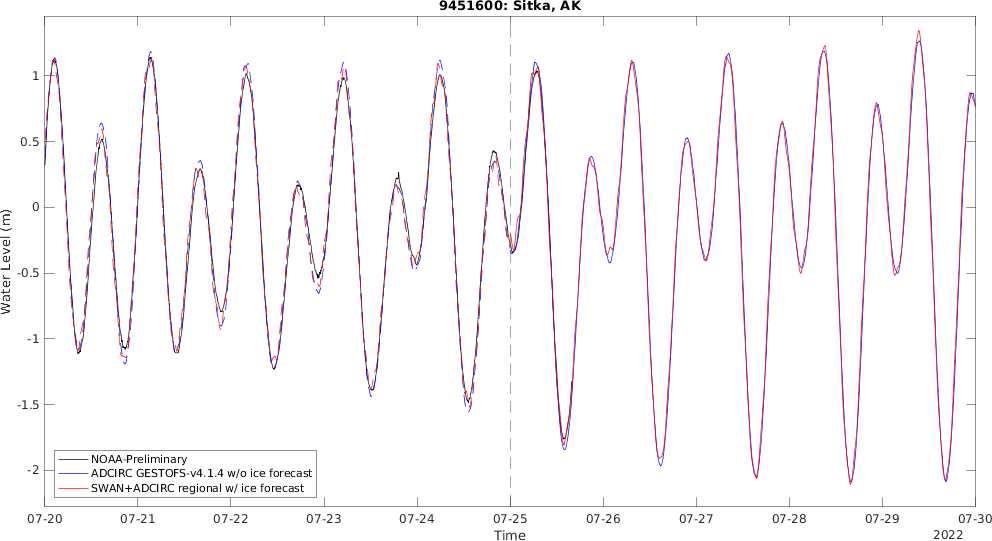 9451600: Sitka, AK
Water Level (m)
1
0.5
0
-0.5
-1
-1.5
-2
NOAA-Preliminary
ADCIRC GESTOFS-v4.1.4 w/o ice forecast
SWAN+ADCIRC regional w/ ice forecast
07-20 07-21 07-22 07-23 07-24 07-25 07-26 07-27 07-28 07-29 07-30
Time
2022